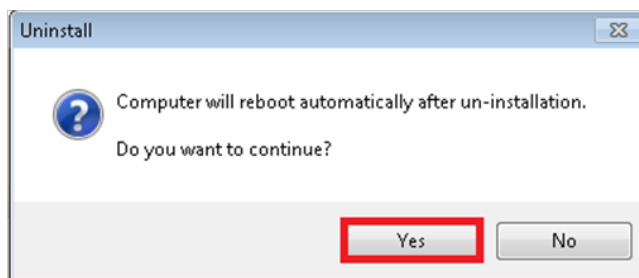 Uninstall
Computer will reboot automatically after un-installation.
Do you want to continue?
Yes
No